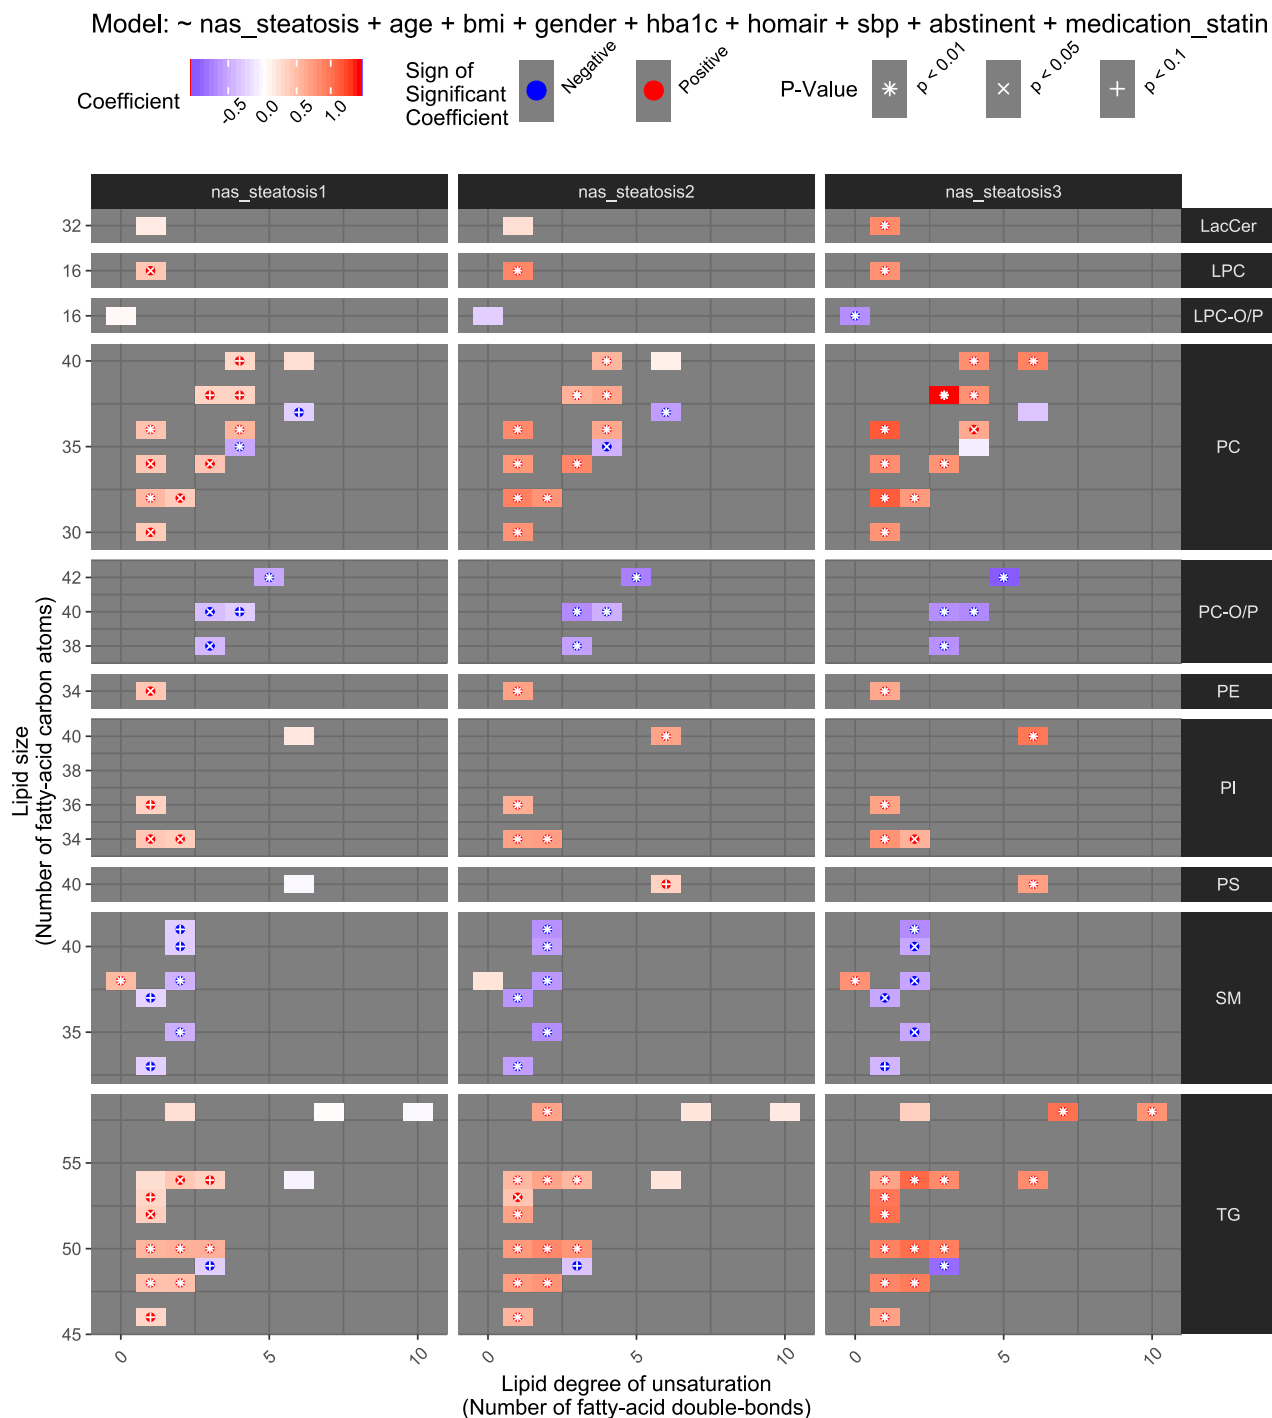 Model: ~ nas_steatosis + age + bmi + gender + hba1c + homair + sbp + abstinent + medication_statin
Coefficient
-0.5
0.0
0.5
1.0
Sign of
Significant
Coefficient
Negative
Positive
P-Value
p < 0.01
p < 0.05
p < 0.1
nas_steatosis1
nas_steatosis2
nas_steatosis3
32
LacCer
16
LPC
16
LPC-O/P
40
35
30
PC
42
40
38
PC-O/P
34
PE
40
38
36
34
PI
40
PS
40
35
SM
55
50
45
TG
Lipid size
(Number of fatty-acid carbon atoms)
0
5
10
0
5
10
0
5
10
Lipid degree of unsaturation
(Number of fatty-acid double-bonds)